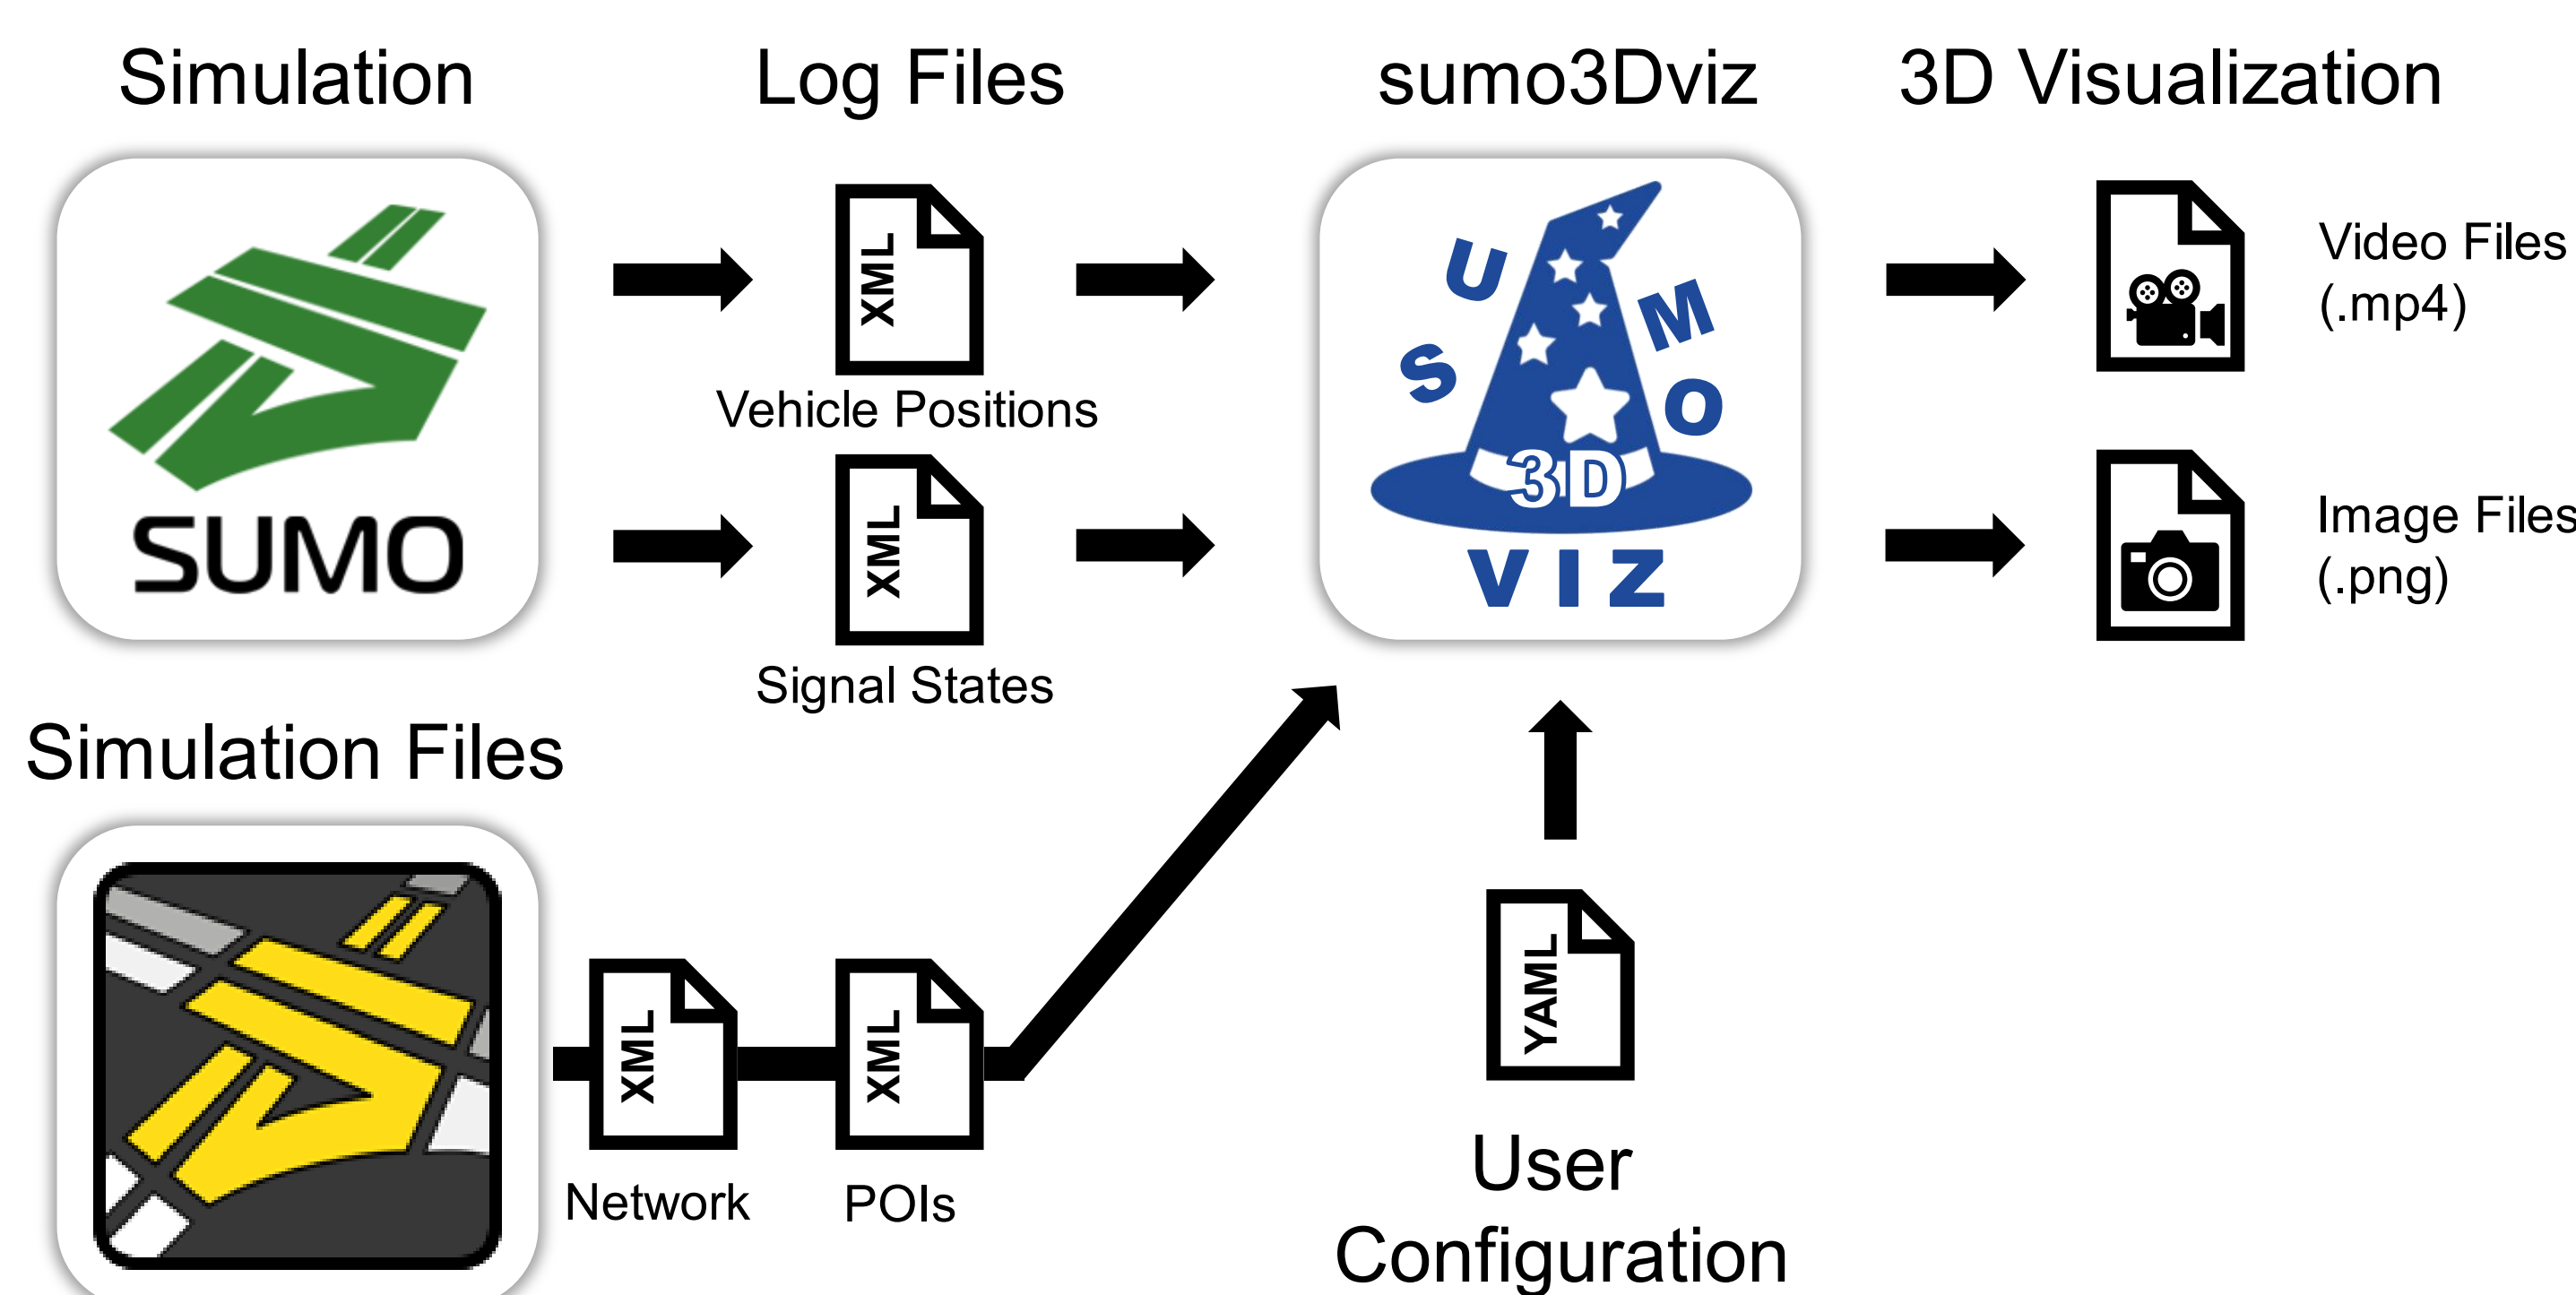 Simulation
Log Files
sumo3Dviz
3D Visualization
SUMO
XML
Vehicle Positions
XML
Signal States
S U M O
3D
VIZ
Video Files
(.mp4)
Image Files
(.png)
Simulation Files
XML
Network
XML
POIs
YAML
User
Configuration